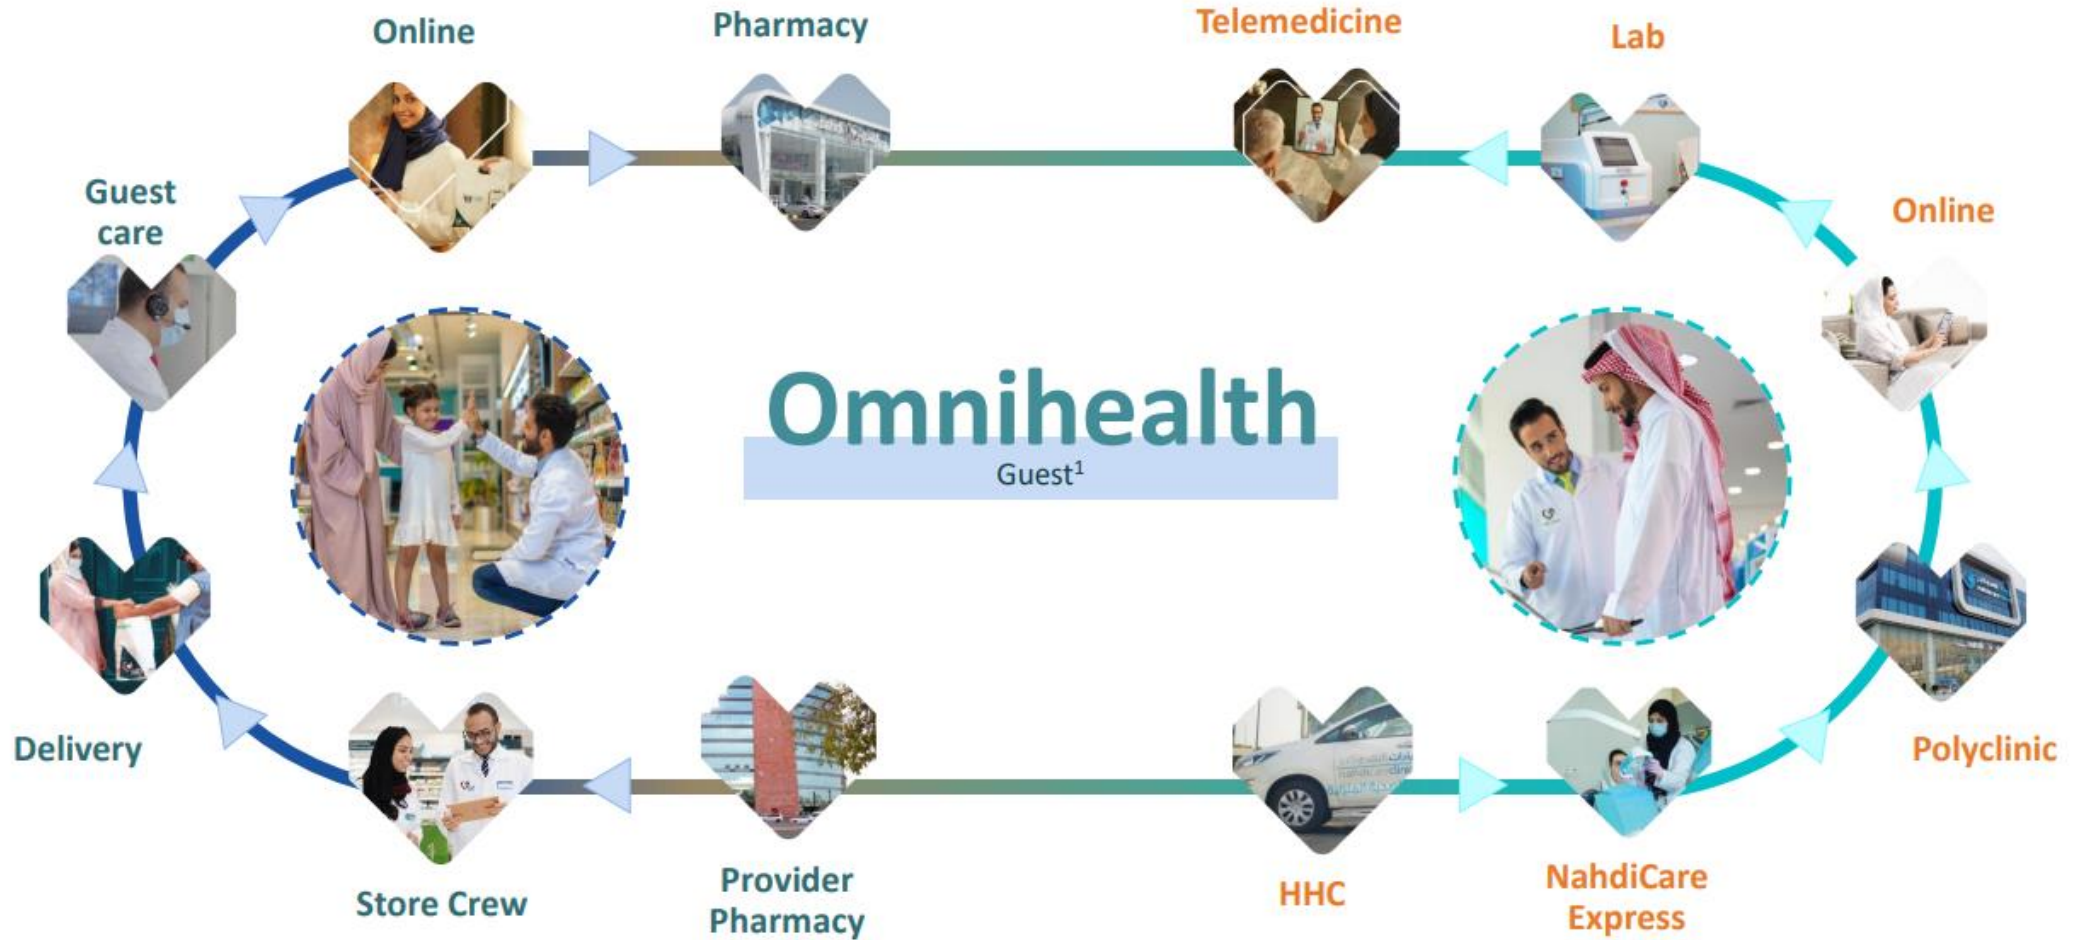 Online
Pharmacy
Telemedicine
Lab
Guest
care
Online
Omnihealth
Guest¹
Delivery
Polyclinic
Store Crew
Provider
Pharmacy
HHC
NahdiCare
Express